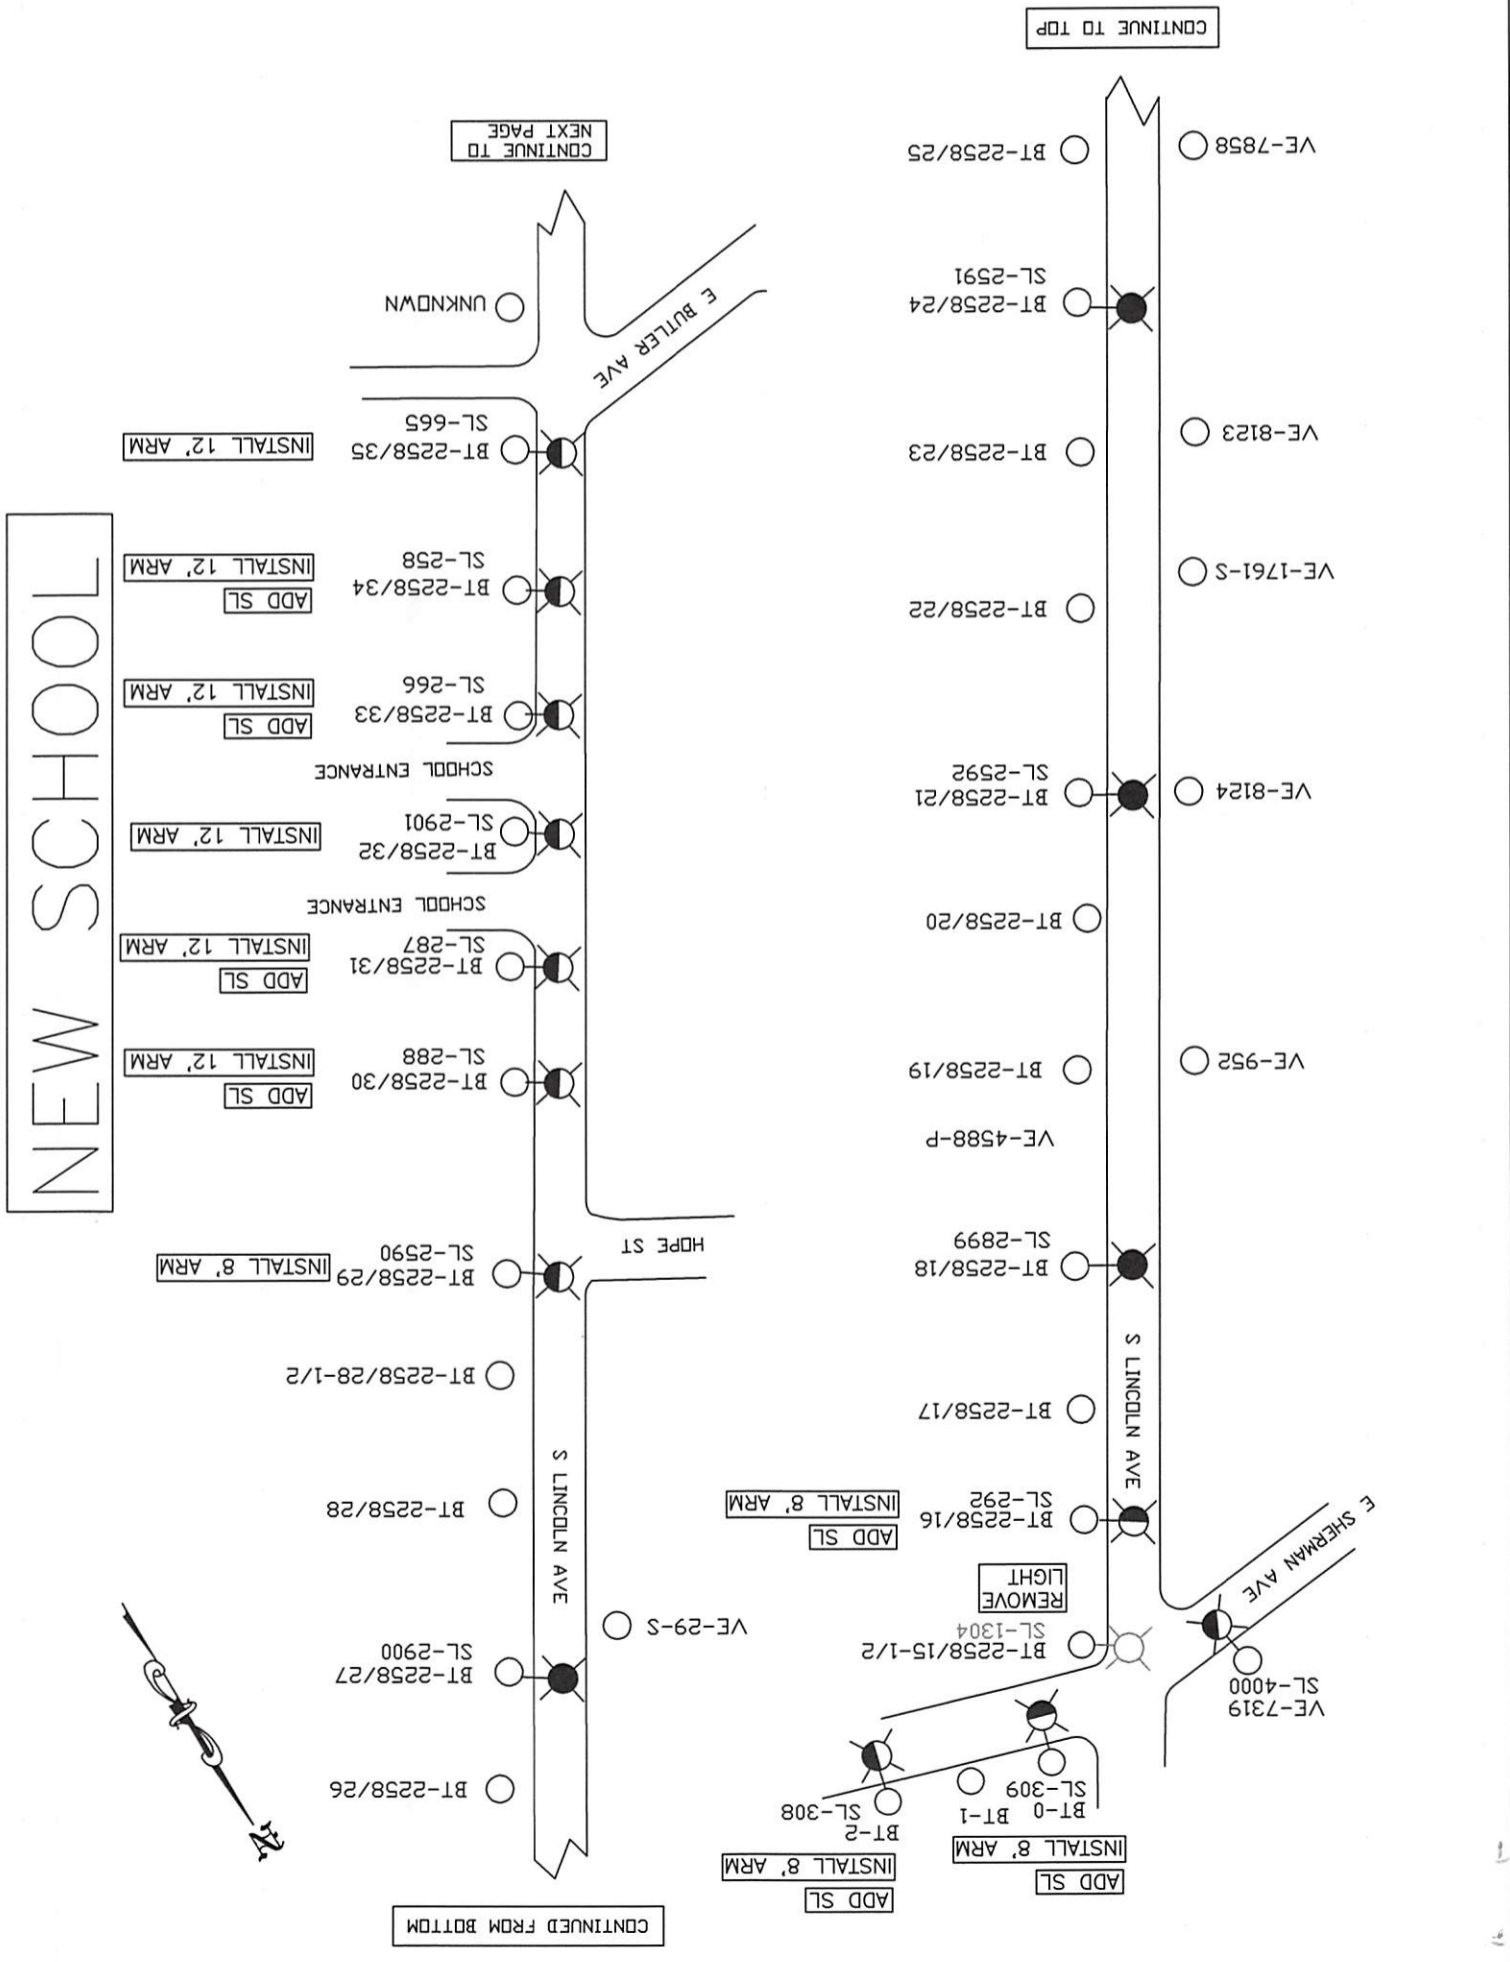 ADD SL
INSTALL 8' ARM
BT-0
SL-309
BT-1
ADD SL
INSTALL 8' ARM
BT-2
SL-308
VE-7319
SL-4000
E SHERMAN AVE
BT-2258/15-1/2
SL-1304
REMOVE
LIGHT
BT-2258/16
SL-292
ADD SL
INSTALL 8' ARM
S LINCOLN AVE
BT-2258/17
BT-2258/18
SL-2899
VE-4588-P
VE-952
BT-2258/19
BT-2258/20
VE-8124
BT-2258/21
SL-2592
BT-2258/22
VE-1761-S
BT-2258/23
VE-8123
BT-2258/24
SL-2591
VE-7858
BT-2258/25
CONTINUE TO TOP
CONTINUED FROM BOTTOM
N
BT-2258/26
BT-2258/27
SL-2900
VE-29-S
S LINCOLN AVE
BT-2258/28
BT-2258/28-1/2
BT-2258/29
SL-2590
INSTALL 8' ARM
HOPE ST
BT-2258/30
SL-288
ADD SL
INSTALL 12' ARM
BT-2258/31
SL-287
ADD SL
INSTALL 12' ARM
SCHOOL ENTRANCE
BT-2258/32
SL-2901
INSTALL 12' ARM
SCHOOL ENTRANCE
BT-2258/33
SL-266
ADD SL
INSTALL 12' ARM
BT-2258/34
SL-258
ADD SL
INSTALL 12' ARM
BT-2258/35
SL-665
INSTALL 12' ARM
E BUTLER AVE
UNKNOWN
CONTINUE TO
NEXT PAGE
NEW SCHOOL